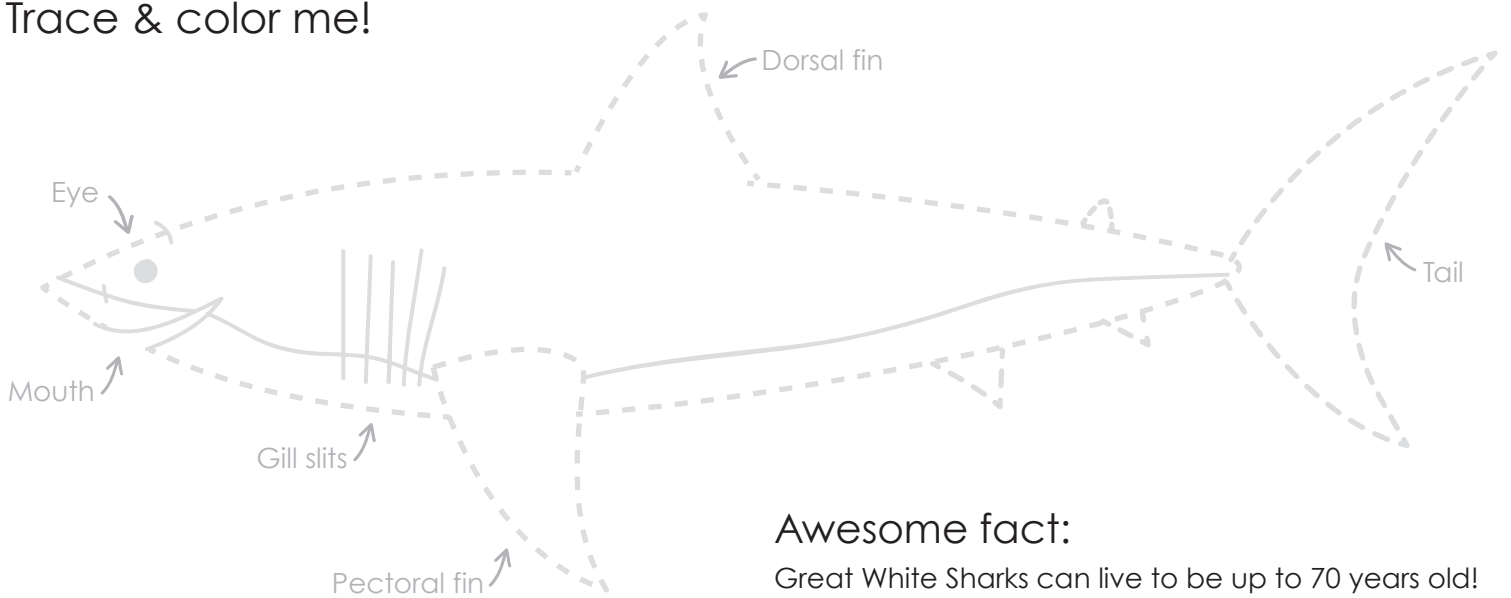 Trace & color me!
Dorsal fin
Eye
Tail
Mouth
Gill slits
Pectoral fin
Awesome fact:
Great White Sharks can live to be up to 70 years old!